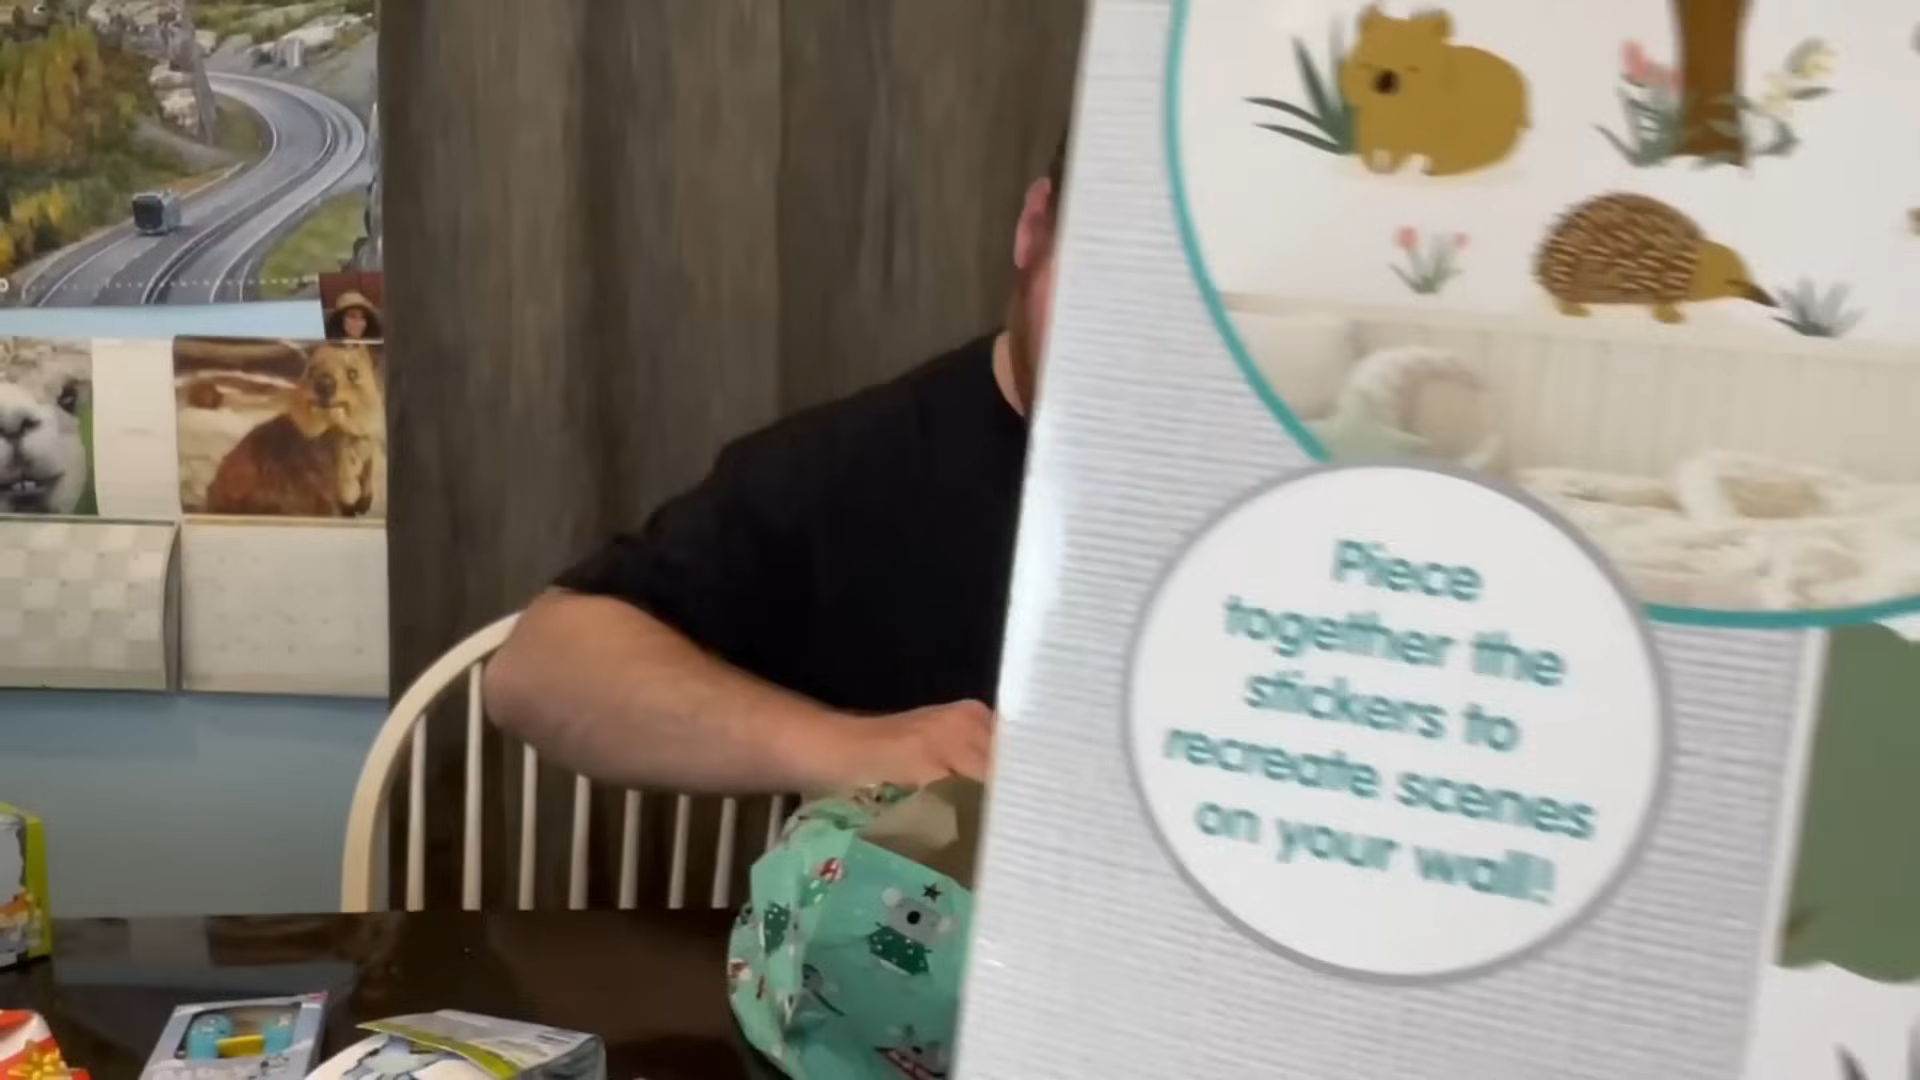 Piece
together the
stickers to
recreate scenes
on your wall!